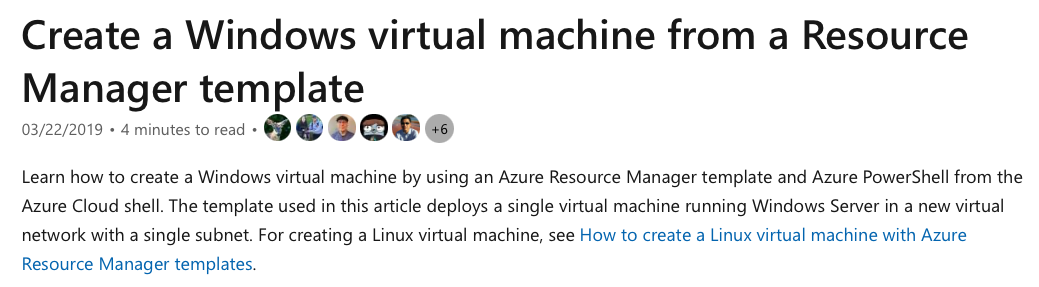 Create a Windows virtual machine from a Resource
Manager template
03/22/2019 • 4 minutes to read • +6
Learn how to create a Windows virtual machine by using an Azure Resource Manager template and Azure PowerShell from the
Azure Cloud shell. The template used in this article deploys a single virtual machine running Windows Server in a new virtual
network with a single subnet. For creating a Linux virtual machine, see How to create a Linux virtual machine with Azure
Resource Manager templates.